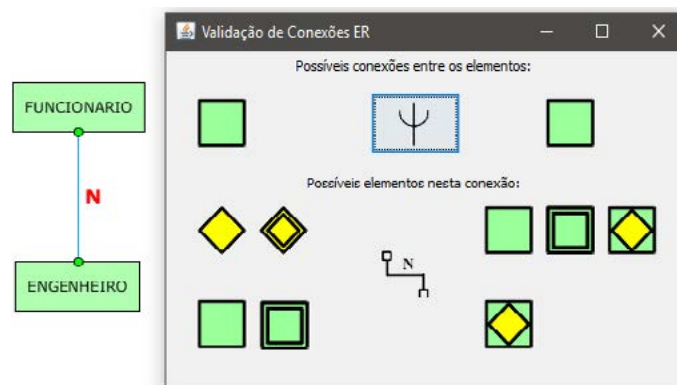 Validação de Conexões ER
Possíveis conexões entre os elementos:
FUNCIONARIO
Possíveis elementos nesta conexão:
N
N
ENGENHEIRO